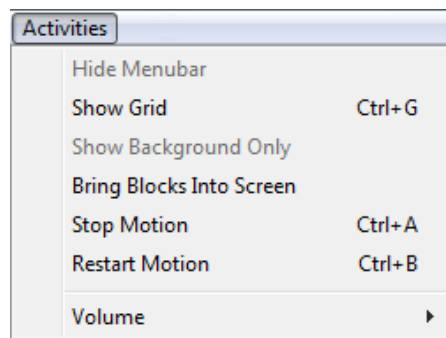 Activities
Hide Menubar
Show Grid Ctrl+G
Show Background Only
Bring Blocks Into Screen
Stop Motion Ctrl+A
Restart Motion Ctrl+B
Volume